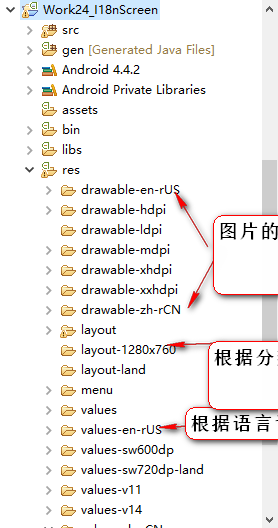 Work24_I18nScreen
src
gen [Generated Java Files]
Android 4.4.2
Android Private Libraries
assets
bin
libs
res
drawable-en-rUS
drawable-hdpi
drawable-ldpi
图片的
drawable-mdpi
drawable-xhdpi
drawable-xxhdpi
drawable-zh-rCN
layout
layout-1280x760
根据分
layout-land
menu
values
values-en-rUS
根据语言
values-sw600dp
values-sw720dp-land
values-v11
values-v14